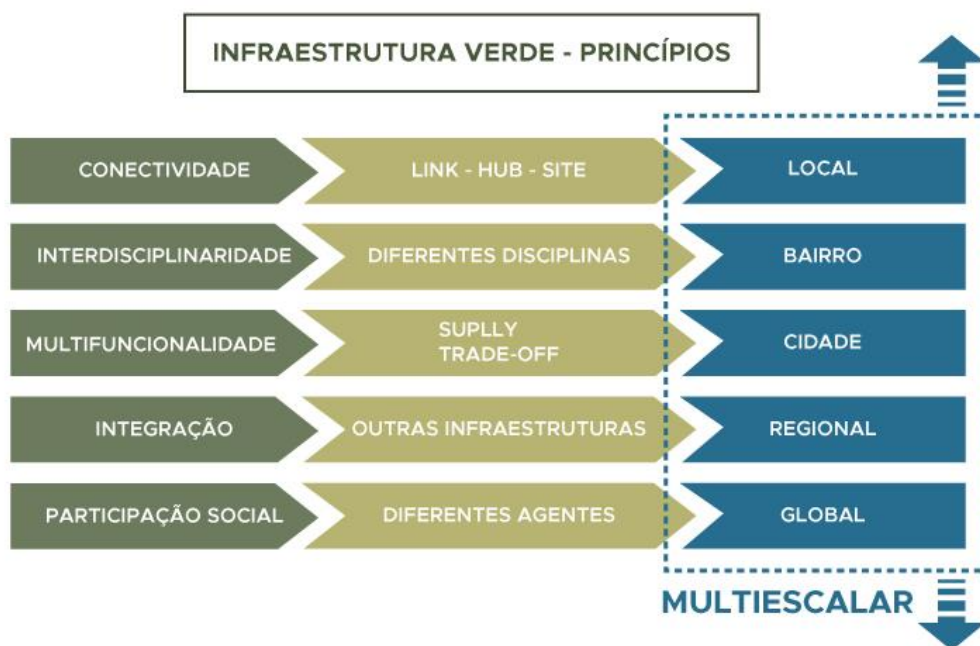 INFRAESTRUTURA VERDE - PRINCÍPIOS
CONECTIVIDADE
LINK - HUB - SITE
LOCAL
INTERDISCIPLINARIDADE
DIFERENTES DISCIPLINAS
BAIRRO
MULTIFUNCIONALIDADE
SUPLLY
TRADE-OFF
CIDADE
INTEGRAÇÃO
OUTRAS INFRAESTRUTURAS
REGIONAL
PARTICIPAÇÃO SOCIAL
DIFERENTES AGENTES
GLOBAL
MULTIESCALAR